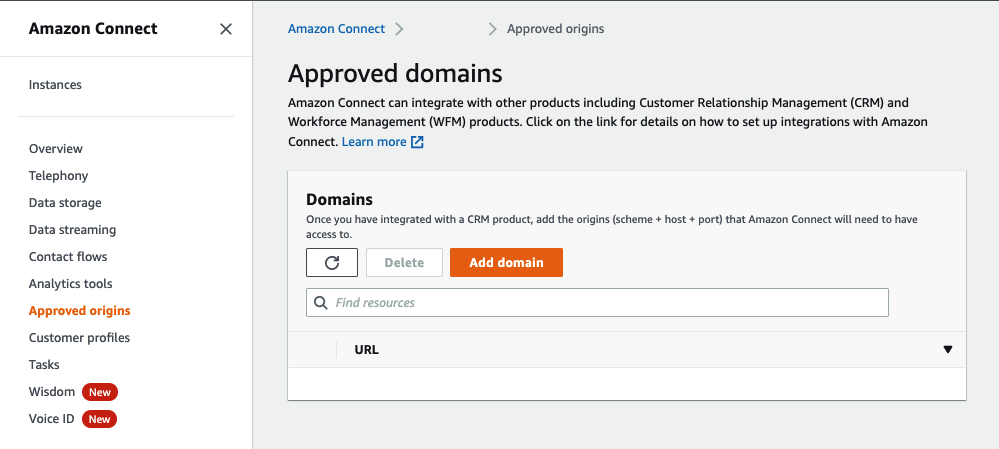 Amazon Connect
Instances
Overview
Telephony
Data storage
Data streaming
Contact flows
Analytics tools
Approved origins
Customer profiles
Tasks
Wisdom New
Voice ID New
Amazon Connect Approved origins
Approved domains
Amazon Connect can integrate with other products including Customer Relationship Management (CRM) and
Workforce Management (WFM) products. Click on the link for details on how to set up integrations with Amazon
Connect. Learn more
Domains
Once you have integrated with a CRM product, add the origins (scheme + host + port) that Amazon Connect will need to have
access to.
Delete Add domain
Find resources
URL